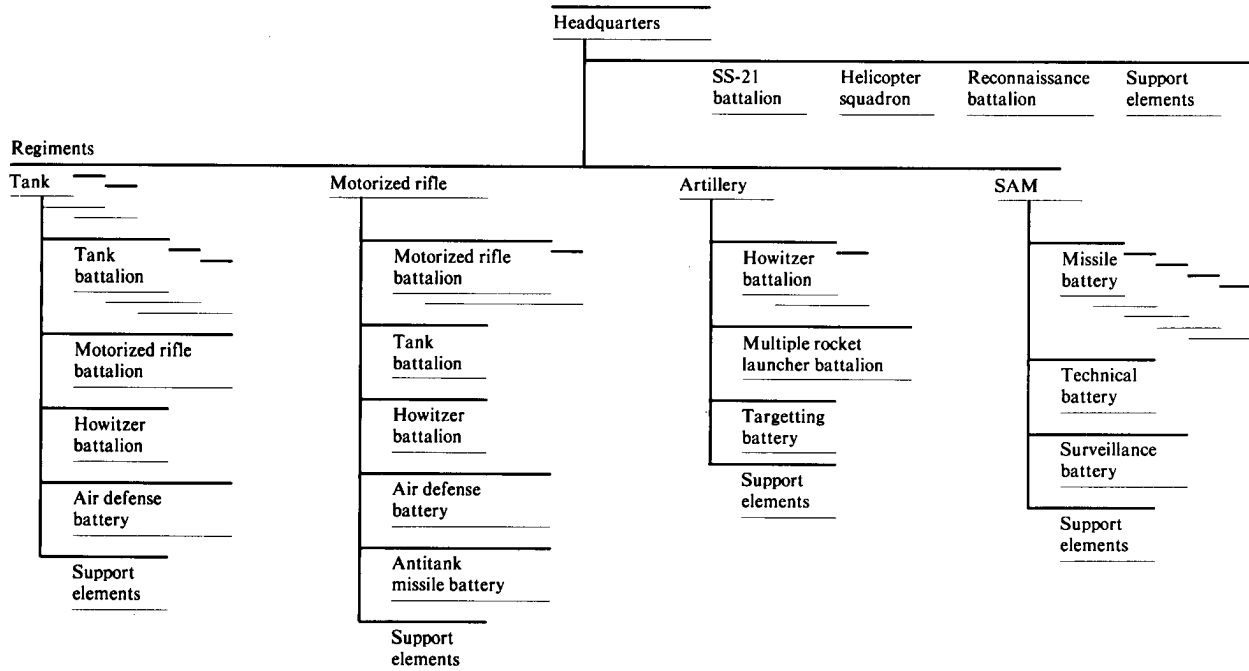 Headquarters
SS-21
battalion
Helicopter
squadron
Reconnaissance
battalion
Support
elements
Regiments
Tank
Tank
battalion
Motorized rifle
battalion
Howitzer
battalion
Air defense
battery
Support
elements
Motorized rifle
Motorized rifle
battalion
Tank
battalion
Howitzer
battalion
Air defense
battery
Antitank
missile battery
Support
elements
Artillery
Howitzer
battalion
Multiple rocket
launcher battalion
Targetting
battery
Support
elements
SAM
Missile
battery
Technical
battery
Surveillance
battery
Support
elements